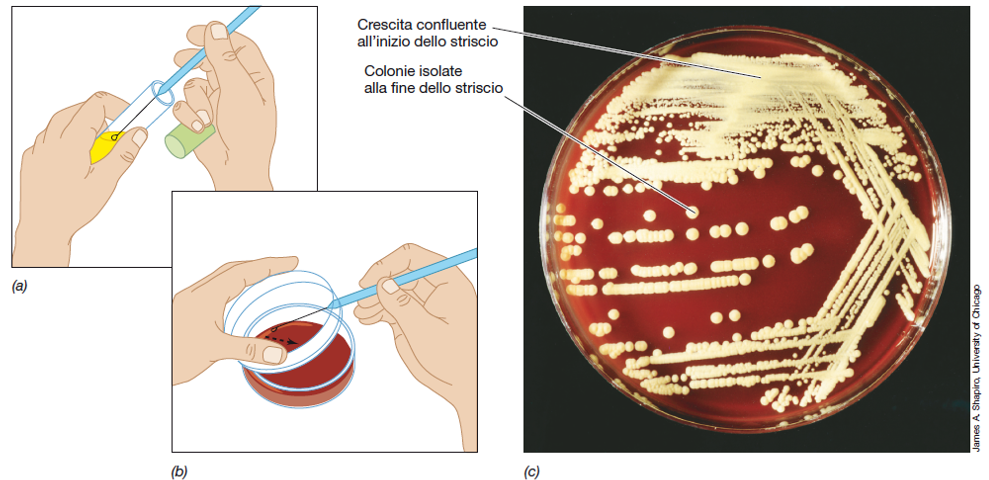 Crescita confluente
all'inizio dello striscio
Colonie isolate
alla fine dello striscio
(a)
(b)
(c)
James A. Shapiro, University of Chicago